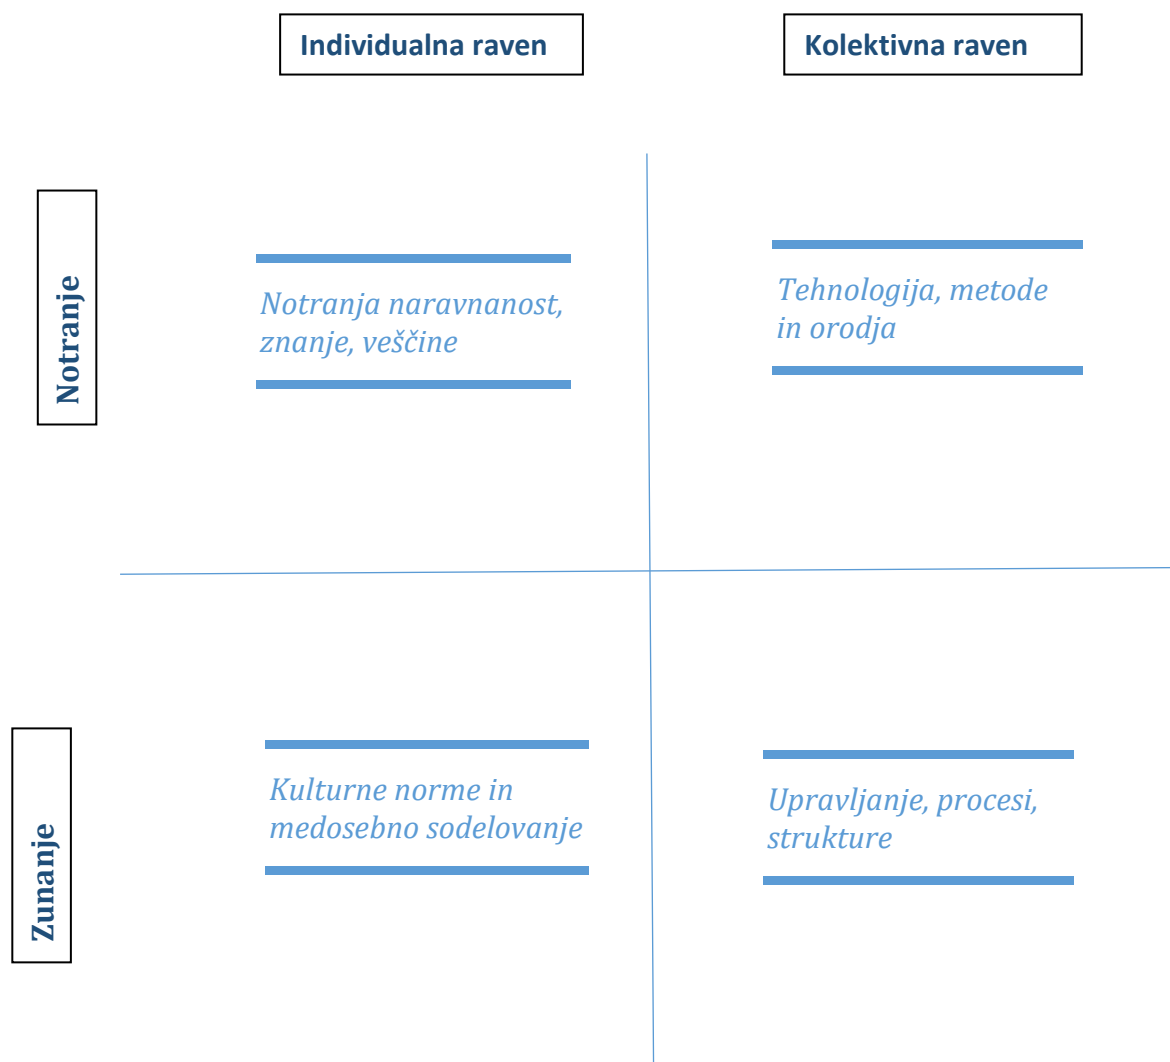 Individualna raven
Kolektivna raven
Notranje
Notranja naravnanost,
znanje, veščine
Tehnologija, metode
in orodja
Zunanje
Kulturne norme in
medosebno sodelovanje
Upravljanje, procesi,
strukture